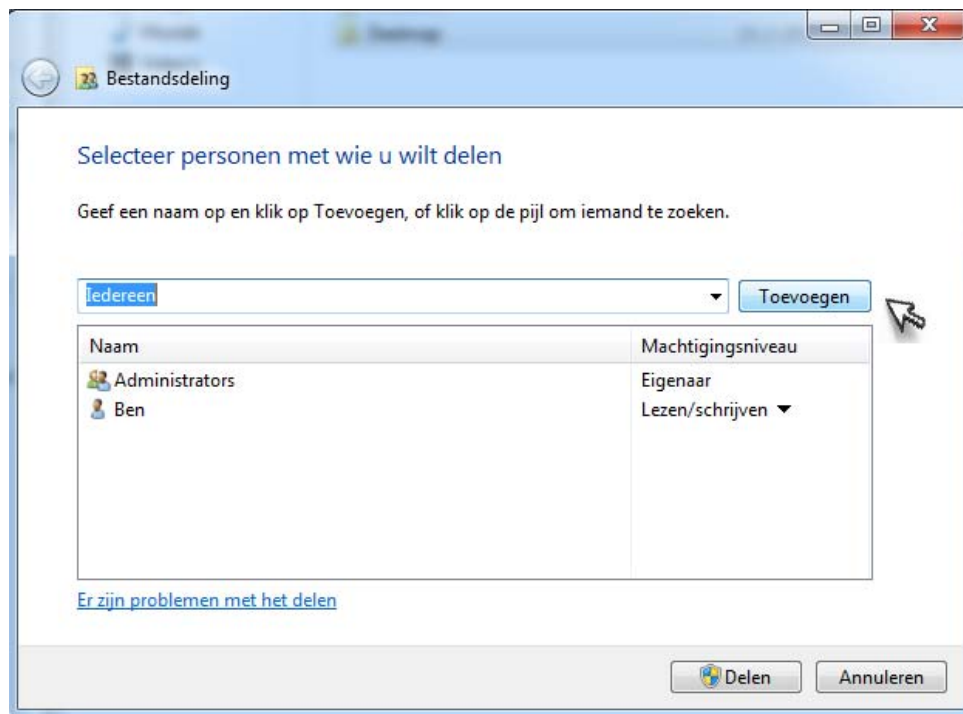 Bestandsdeling
Selecteer personen met wie u wilt delen
Geef een naam op en klik op Toevoegen, of klik op de pijl om iemand te zoeken.
Iedereen Toevoegen
Naam Machtigingsniveau
Administrators Eigenaar
Ben Lezen/schrijven
Er zijn problemen met het delen
Delen Annuleren